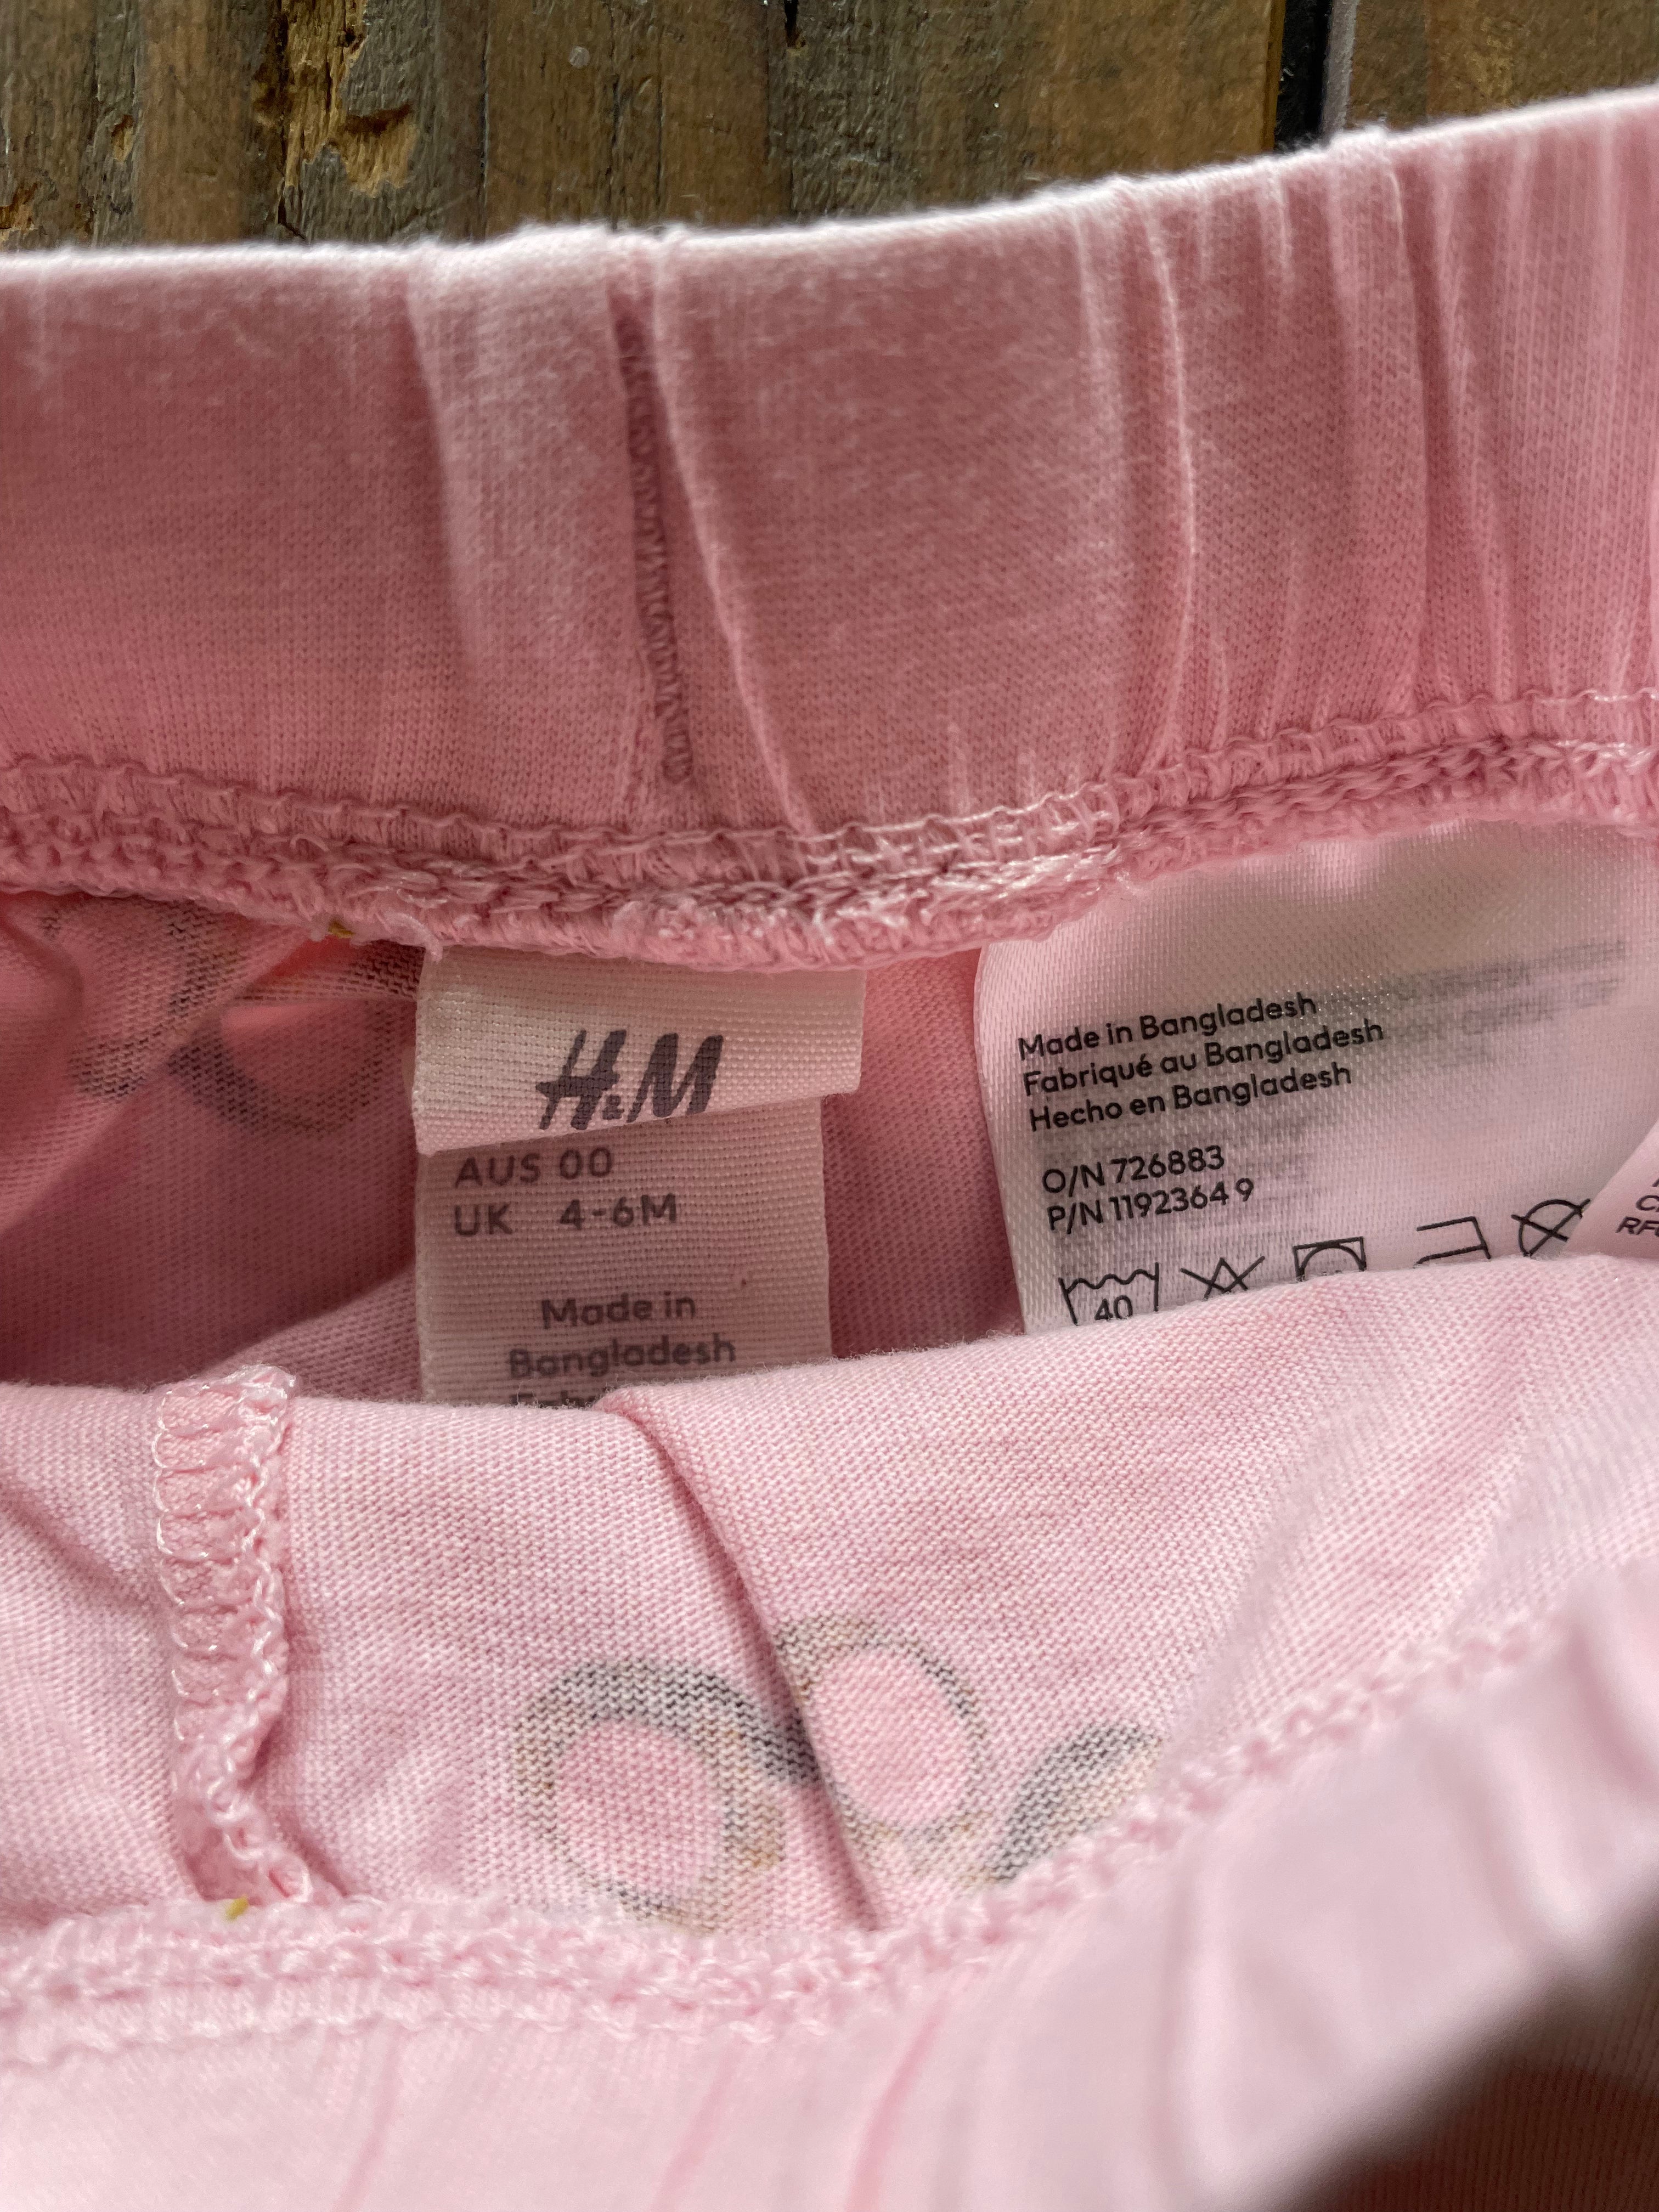 H&M
AUS 00
UK 4-6M
Made in
Bangladesh
Made in Bangladesh
Fabriqué au Bangladesh
Hecho en Bangladesh
O/N 726883
P/N 11923649
40